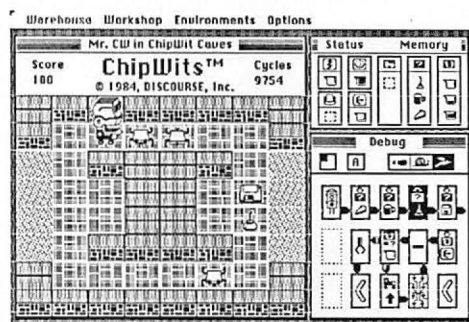 Warehouse Workshop Environments Options
Mr. CW in ChipWit Caves
Score
100
ChipWits™
© 1984, DISCOURSE, Inc.
Cycles
9754
Status Memory
Debug
A